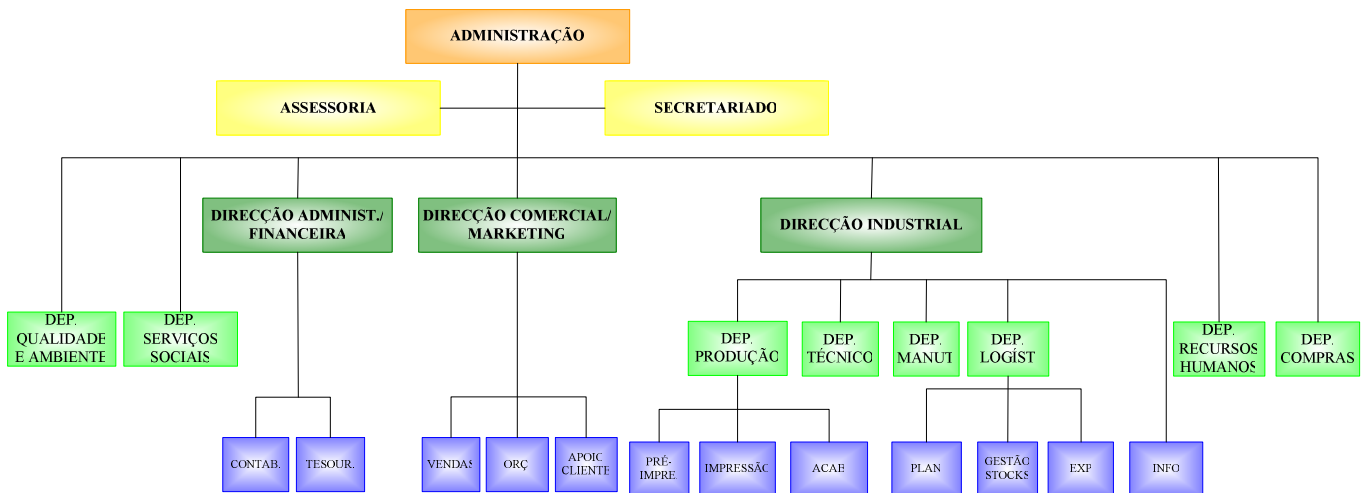 ADMINISTRAÇÃO
ASSESSORIA
SECRETARIADO
DIRECÇÃO ADMINIST./
FINANCEIRA
DIRECÇÃO COMERCIAL/
MARKETING
DIRECÇÃO INDUSTRIAL
DEP.
QUALIDADE
E AMBIENTE
DEP.
SERVIÇOS
SOCIAIS
DEP.
PRODUÇÃO
DEP.
TÉCNICO
DEP.
MANUT
DEP.
LOGÍST
DEP.
RECURSOS
HUMANOS
DEP.
COMPRAS
CONTAB.
TESOUR.
VENDAS
ORÇ
APOIO
CLIENTE
PRÉ-
IMPRE.
IMPRESSÃO
ACAB
PLAN
GESTÃO
STOCKS
EXP
INFO